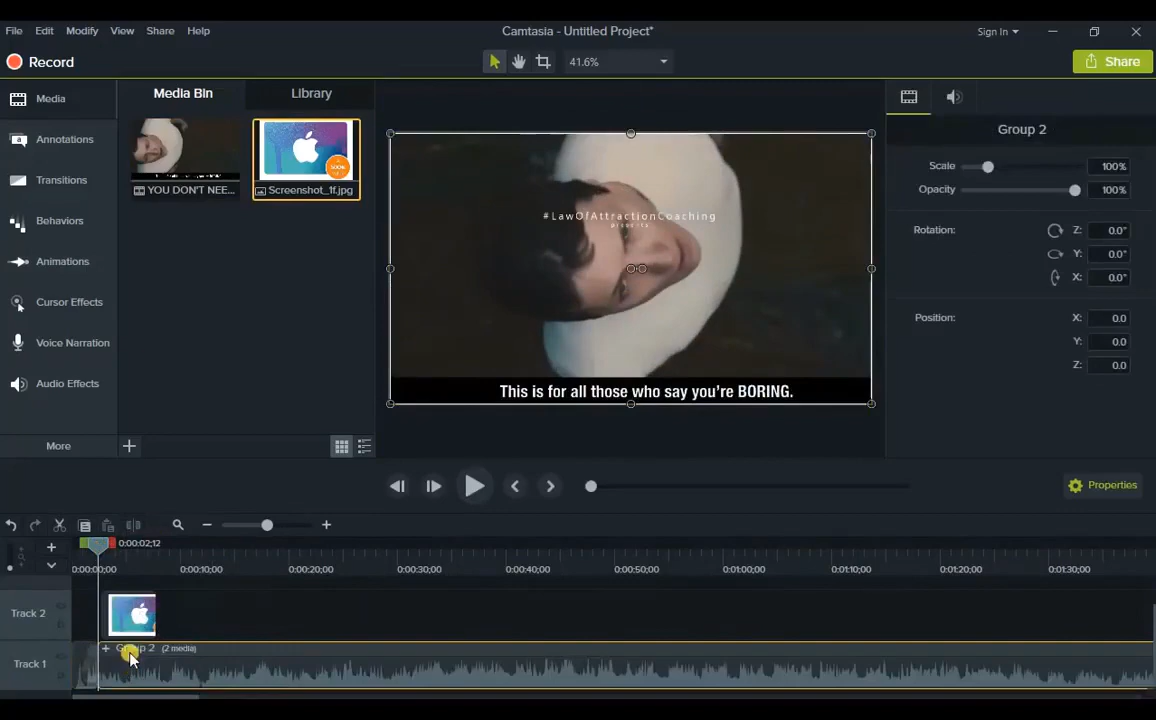 File Edit Modify View Share Help
Camtasia - Untitled Project*
Sign In
Record
41.6%
Share
Media
Annotations
Transitions
Behaviors
Animations
Cursor Effects
Voice Narration
Audio Effects
More
Media Bin
Library
YOU DON'T NEE...
Screenshot_1f.jpg
#LawOfAttractionCoaching
presents
This is for all those who say you're BORING.
Group 2
Scale 100%
Opacity 100%
Rotation: Z: 0.0°
Y: 0.0°
X: 0.0°
Position: X: 0.0
Y: 0.0
Z: 0.0
Properties
0:00:02;12
0:00:00;00 0:00:10;00 0:00:20;00 0:00:30;00 0:00:40;00 0:00:50;00 0:01:00;00 0:01:10;00 0:01:20;00 0:01:30;00
Track 2
Group 2 (2 media)
Track 1